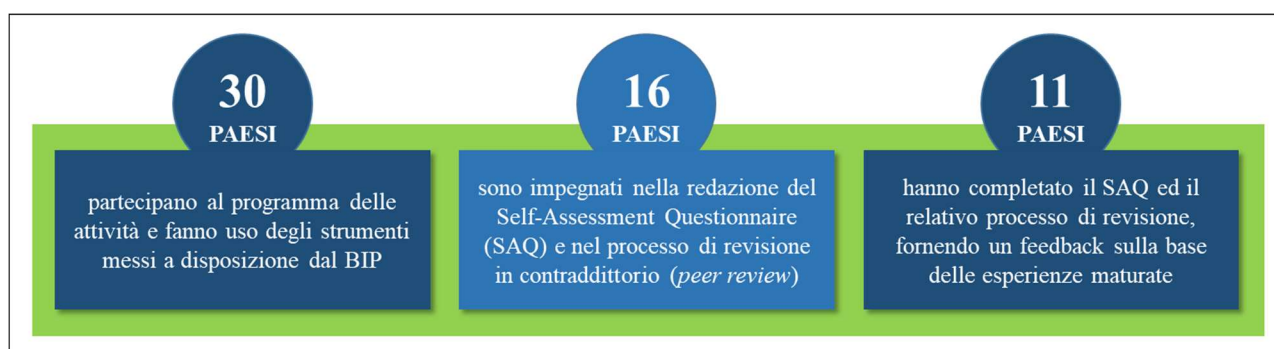 30
PAESI
partecipano al programma delle
attività e fanno uso degli strumenti
messi a disposizione dal BIP
16
PAESI
sono impegnati nella redazione del
Self-Assessment Questionnaire
(SAQ) e nel processo di revisione
in contraddittorio (peer review)
11
PAESI
hanno completato il SAQ ed il
relativo processo di revisione,
fornendo un feedback sulla base
delle esperienze maturate